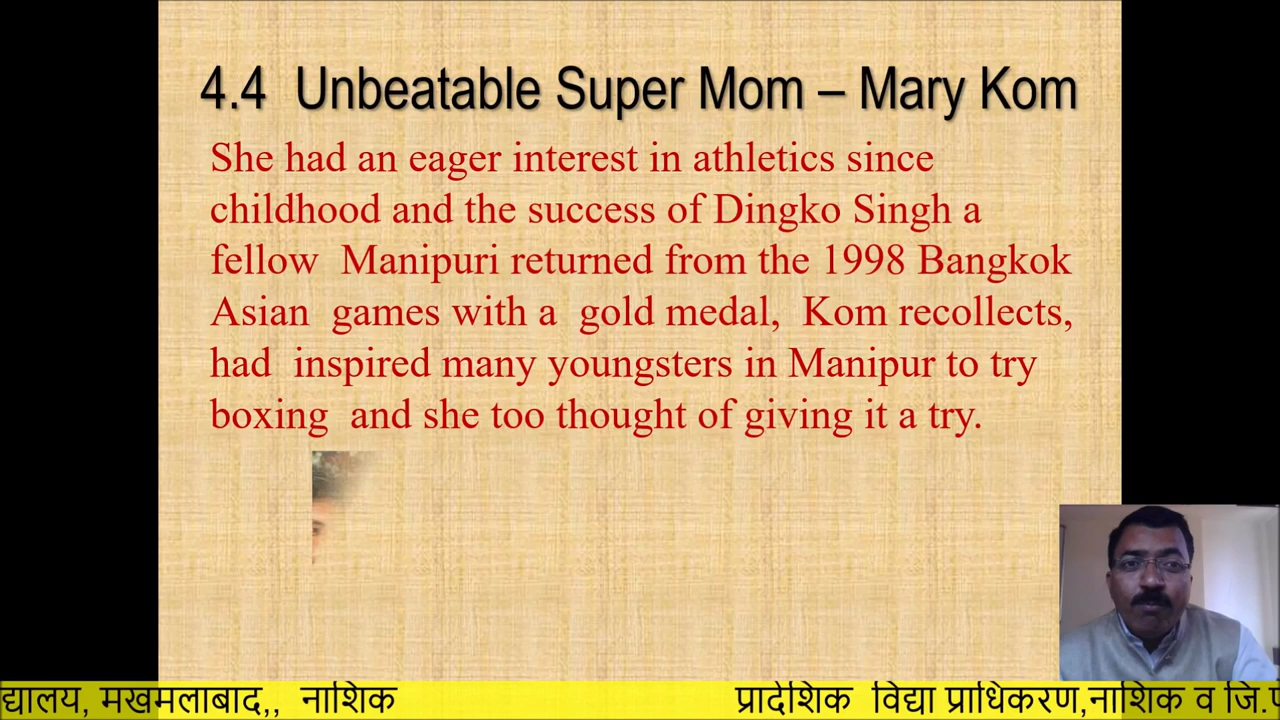 4.4 Unbeatable Super Mom – Mary Kom
She had an eager interest in athletics since
childhood and the success of Dingko Singh a
fellow Manipuri returned from the 1998 Bangkok
Asian games with a gold medal, Kom recollects,
had inspired many youngsters in Manipur to try
boxing and she too thought of giving it a try.
द्यालय, मखमलाबाद,, नाशिक प्रादेशिक विद्या प्राधिकरण,नाशिक व जि.प